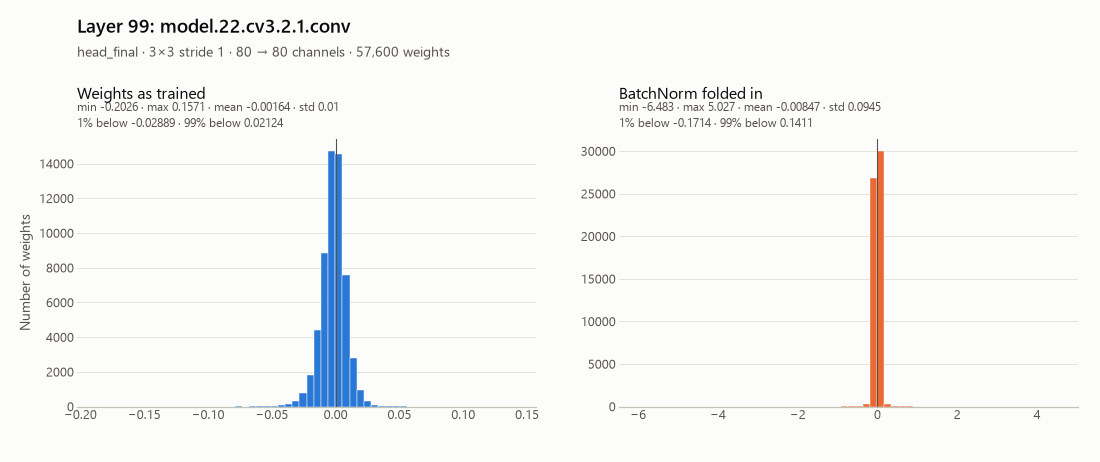 Layer 99: model.22.cv3.2.1.conv
head_final · 3×3 stride 1 · 80 → 80 channels · 57,600 weights
Weights as trained
min -0.2026 · max 0.1571 · mean -0.00164 · std 0.01
1% below -0.02889 · 99% below 0.02124
14000
12000
10000
8000
6000
4000
2000
0
Number of weights
−0.20 −0.15 −0.10 −0.05 0.00 0.05 0.10 0.15
BatchNorm folded in
min -6.483 · max 5.027 · mean -0.00847 · std 0.0945
1% below -0.1714 · 99% below 0.1411
30000
25000
20000
15000
10000
5000
0
−6 −4 −2 0 2 4